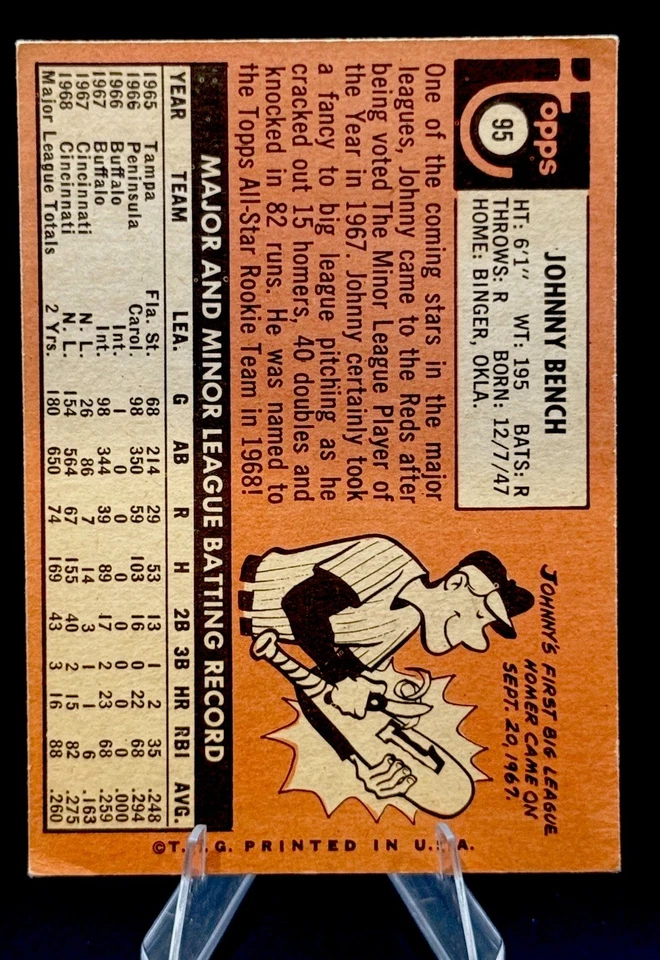 Topps
95
JOHNNY BENCH
HT: 6'1" WT: 195 BATS: R
THROWS: R BORN: 12/7/47
HOME: BINGER, OKLA.
One of the coming stars in the major
leagues, Johnny came to the Reds after
being voted The Minor League Player of
the Year in 1967. Johnny certainly took
a fancy to big league pitching as he
cracked out 15 homers, 40 doubles and
knocked in 82 runs. He was named to
the Topps All-Star Rookie Team in 1968!
JOHNNY'S FIRST BIG LEAGUE
HOMER CAME ON
SEPT. 20, 1967.
1
MAJOR AND MINOR LEAGUE BATTING RECORD
YEAR TEAM LEA. G AB R H 2B 3B HR RBI AVG.
1965 Tampa Fla. St. 68 214 29 53 13 1 2 35 .248
1966 Peninsula Carol. 98 350 59 103 16 0 22 68 .294
1966 Buffalo Int. 1 0 0 0 0 0 0 0 .000
1967 Buffalo Int. 98 344 39 89 17 2 23 68 .259
1967 Cincinnati N. L. 26 86 7 14 3 1 1 6 .163
1968 Cincinnati N. L. 154 564 67 155 40 2 15 82 .275
Major League Totals 2 Yrs. 180 650 74 169 43 3 16 88 .260
©T.C.G. PRINTED IN U.S.A.